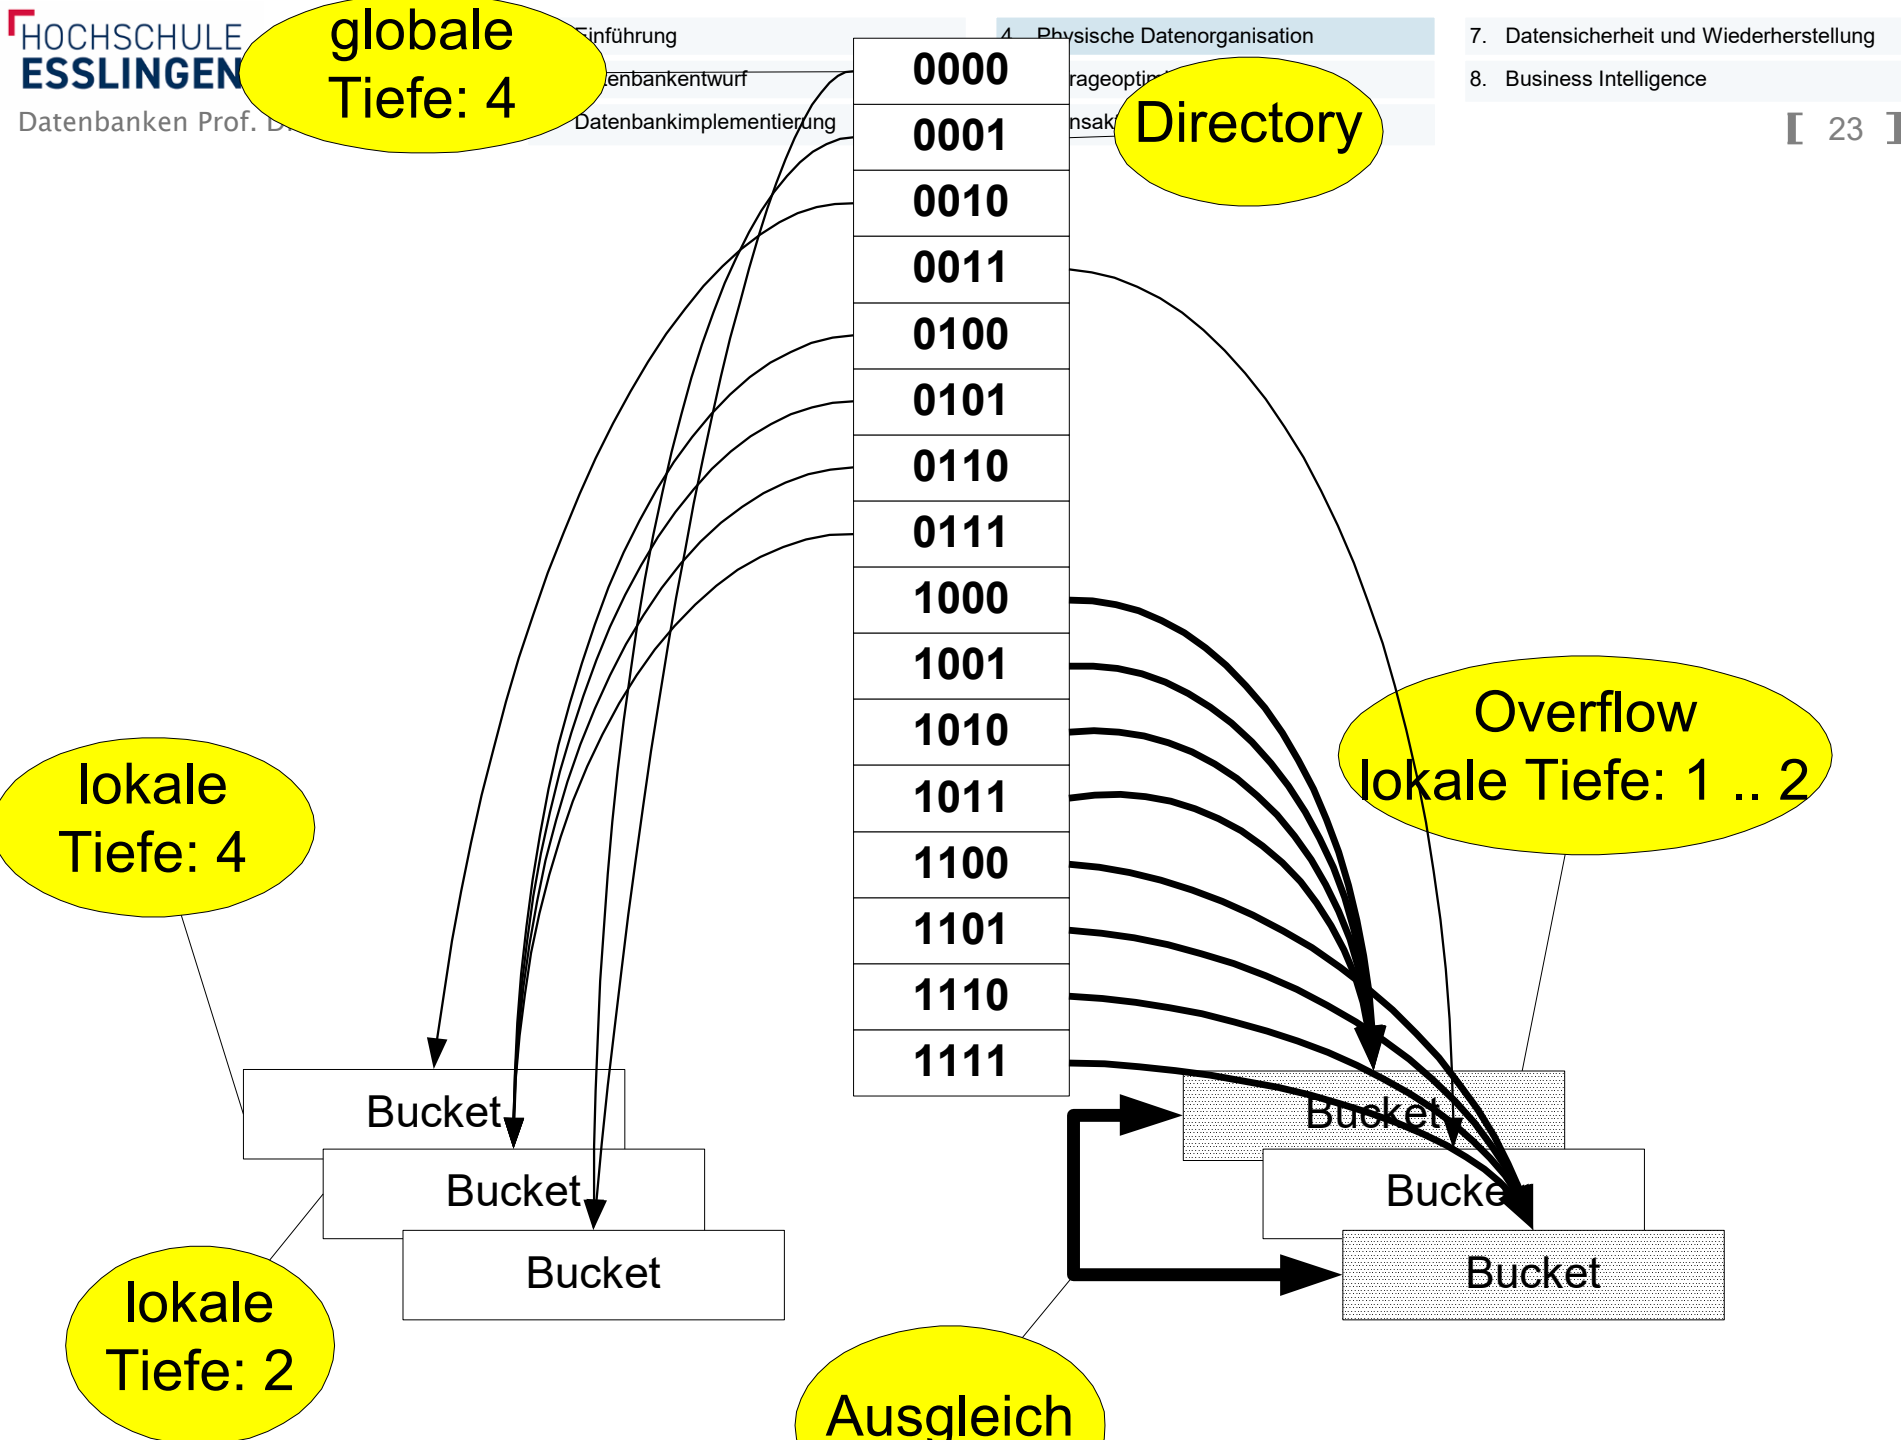 HOCHSCHULE
ESSLINGEN
Datenbanken Prof.
Einführung
Datenbankimplementierung
4. Physische Datenorganisation
7. Datensicherheit und Wiederherstellung
8. Business Intelligence
[ 23 ]
globale
Tiefe: 4
Directory
0000
0001
0010
0011
0100
0101
0110
0111
1000
1001
1010
1011
1100
1101
1110
1111
Overflow
lokale Tiefe: 1 .. 2
lokale
Tiefe: 4
Bucket
Bucket
Bucket
Bucket
Bucket
Bucket
lokale
Tiefe: 2
Ausgleich